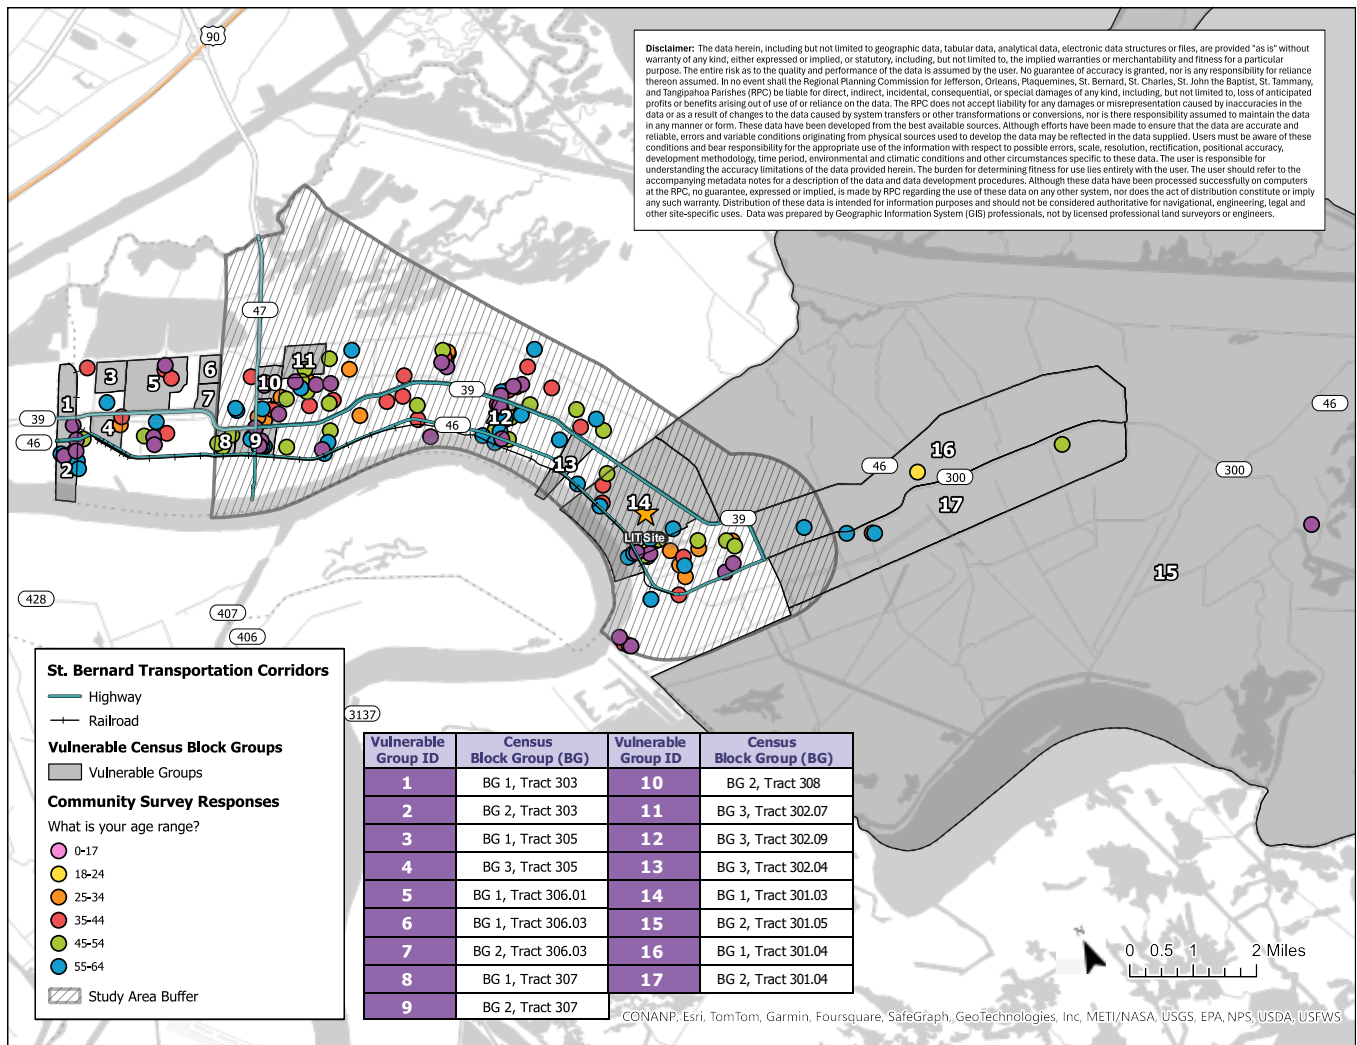 90
Disclaimer: The data herein, including but not limited to geographic data, tabular data, analytical data, electronic data structures or files, are provided "as is" without
warranty of any kind, either expressed or implied, or statutory, including, but not limited to, the implied warranties or merchantability and fitness for a particular
purpose. The entire risk as to the quality and performance of the data is assumed by the user. No guarantee of accuracy is granted, nor is any responsibility for reliance
thereon assumed. In no event shall the Regional Planning Commission for Jefferson, Orleans, Plaquemines, St. Bernard, St. Charles, St. John the Baptist, St. Tammany,
and Tangipahoa Parishes (RPC) be liable for direct, indirect, incidental, consequential, or special damages of any kind, including, but not limited to, loss of anticipated
profits or benefits arising out of use of or reliance on the data. The RPC does not accept liability for any damages or misrepresentation caused by inaccuracies in the
data or as a result of changes to the data caused by system transfers or other transformations or conversions, nor is there responsibility assumed to maintain the data
in any manner or form. These data have been developed from the best available sources. Although efforts have been made to ensure that the data are accurate and
reliable, errors and variable conditions originating from physical sources used to develop the data may be reflected in the data supplied. Users must be aware of these
conditions and bear responsibility for the appropriate use of the information with respect to possible errors, scale, resolution, rectification, positional accuracy,
development methodology, time period, environmental and climatic conditions and other circumstances specific to these data. The user is responsible for
understanding the accuracy limitations of the data provided herein. The burden for determining fitness for use lies entirely with the user. The user should refer to the
accompanying metadata notes for a description of the data and data development procedures. Although these data have been processed successfully on computers
at the RPC, no guarantee, expressed or implied, is made by RPC regarding the use of these data on any other system, nor does the act of distribution constitute or imply
any such warranty. Distribution of these data is intended for information purposes and should not be considered authoritative for navigational, engineering, legal and
other site-specific uses. Data was prepared by Geographic Information System (GIS) professionals, not by licensed professional land surveyors or engineers.
47
11
6
3
5
10
7
1
39
39
46
12
46
4
46
8
9
16
13
46
2
300
300
14
17
39
LIT Site
15
428
407
406
3137
St. Bernard Transportation Corridors
Highway
Railroad
Vulnerable Census Block Groups
Vulnerable Groups
Community Survey Responses
What is your age range?
0-17
18-24
25-34
35-44
45-54
55-64
Study Area Buffer
Vulnerable Group ID Census Block Group (BG) Vulnerable Group ID Census Block Group (BG)
1 BG 1, Tract 303 10 BG 2, Tract 308
2 BG 2, Tract 303 11 BG 3, Tract 302.07
3 BG 1, Tract 305 12 BG 3, Tract 302.09
4 BG 3, Tract 305 13 BG 3, Tract 302.04
5 BG 1, Tract 306.01 14 BG 1, Tract 301.03
6 BG 1, Tract 306.03 15 BG 2, Tract 301.05
7 BG 2, Tract 306.03 16 BG 1, Tract 301.04
8 BG 1, Tract 307 17 BG 2, Tract 301.04
9 BG 2, Tract 307
0 0.5 1 2 Miles
CONANP, Esri, TomTom, Garmin, Foursquare, SafeGraph, GeoTechnologies, Inc, METI/NASA, USGS, EPA, NPS, USDA, USFWS